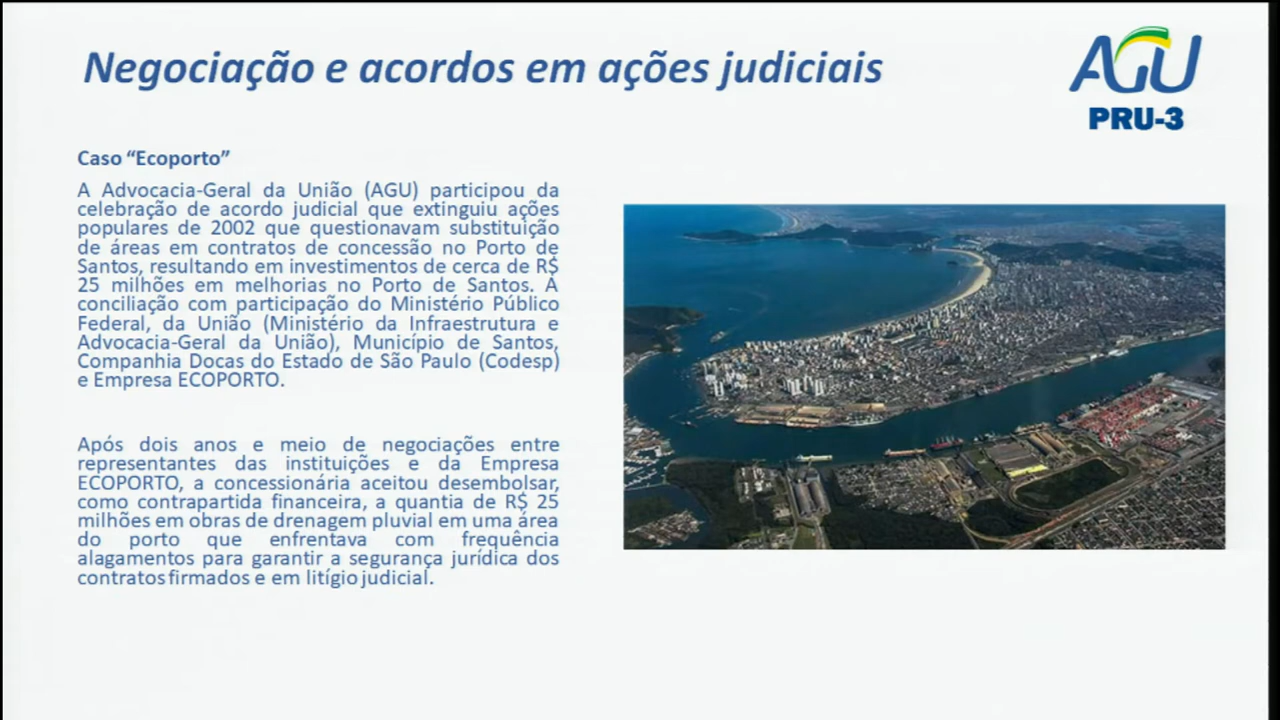 Negociação e acordos em ações judiciais
AGU
PRU-3
Caso “Ecoporto”
A Advocacia-Geral da União (AGU) participou da
celebração de acordo judicial que extinguiu ações
populares de 2002 que questionavam substituição
de áreas em contratos de concessão no Porto de
Santos, resultando em investimentos de cerca de R$
25 milhões em melhorias no Porto de Santos. A
conciliação com participação do Ministério Público
Federal, da União (Ministério da Infraestrutura e
Advocacia-Geral da União), Município de Santos,
Companhia Docas do Estado de São Paulo (Codesp)
e Empresa ECOPORTO.
Após dois anos e meio de negociações entre
representantes das instituições e da Empresa
ECOPORTO, a concessionária aceitou desembolsar,
como contrapartida financeira, a quantia de R$ 25
milhões em obras de drenagem pluvial em uma área
do porto que enfrentava com frequência
alagamentos para garantir a segurança jurídica dos
contratos firmados e em litígio judicial.